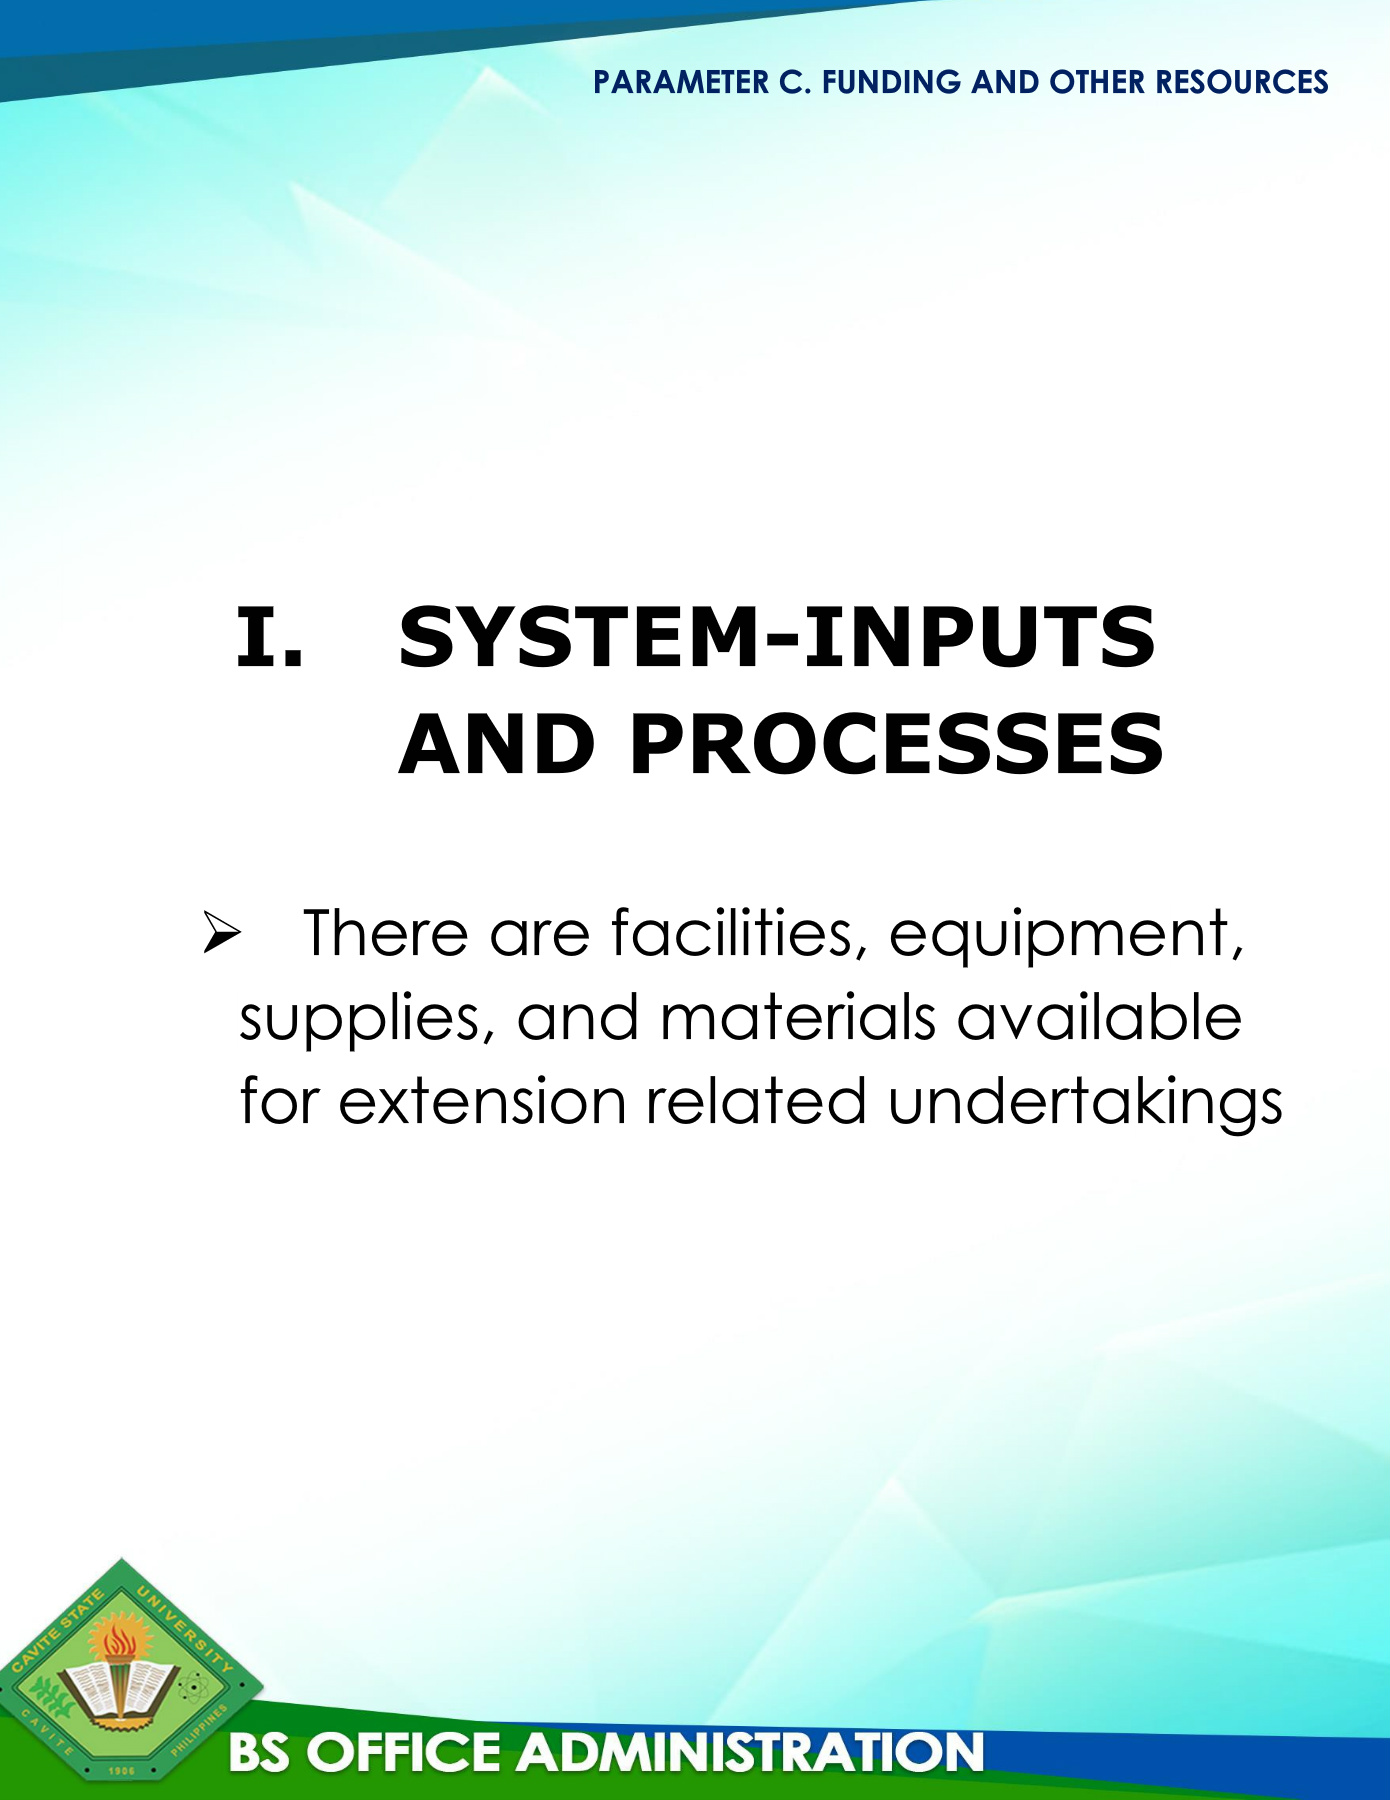 PARAMETER C. FUNDING AND OTHER RESOURCES
I. SYSTEM-INPUTS
AND PROCESSES
➢ There are facilities, equipment,
supplies, and materials available
for extension related undertakings
CAVITE STATE UNIVERSITY
CAVITE
PHILIPPINES
1906
BS OFFICE ADMINISTRATION